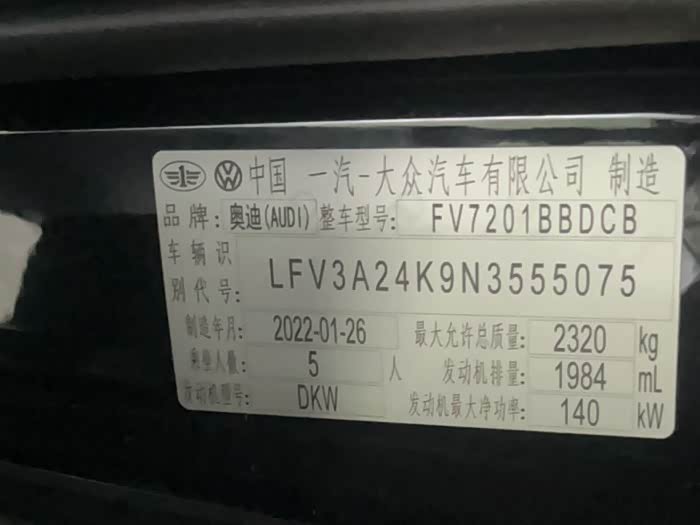 中国 一汽-大众汽车有限公司 制造
品牌: 奥迪(AUDI) 整车型号: FV7201BBDCB
车辆识
别代号: LFV3A24K9N3555075
制造年月: 2022-01-26 最大允许总质量: 2320 kg
乘坐人数: 5 人 发动机排量: 1984 mL
发动机型号: DKW 发动机最大净功率: 140 kW